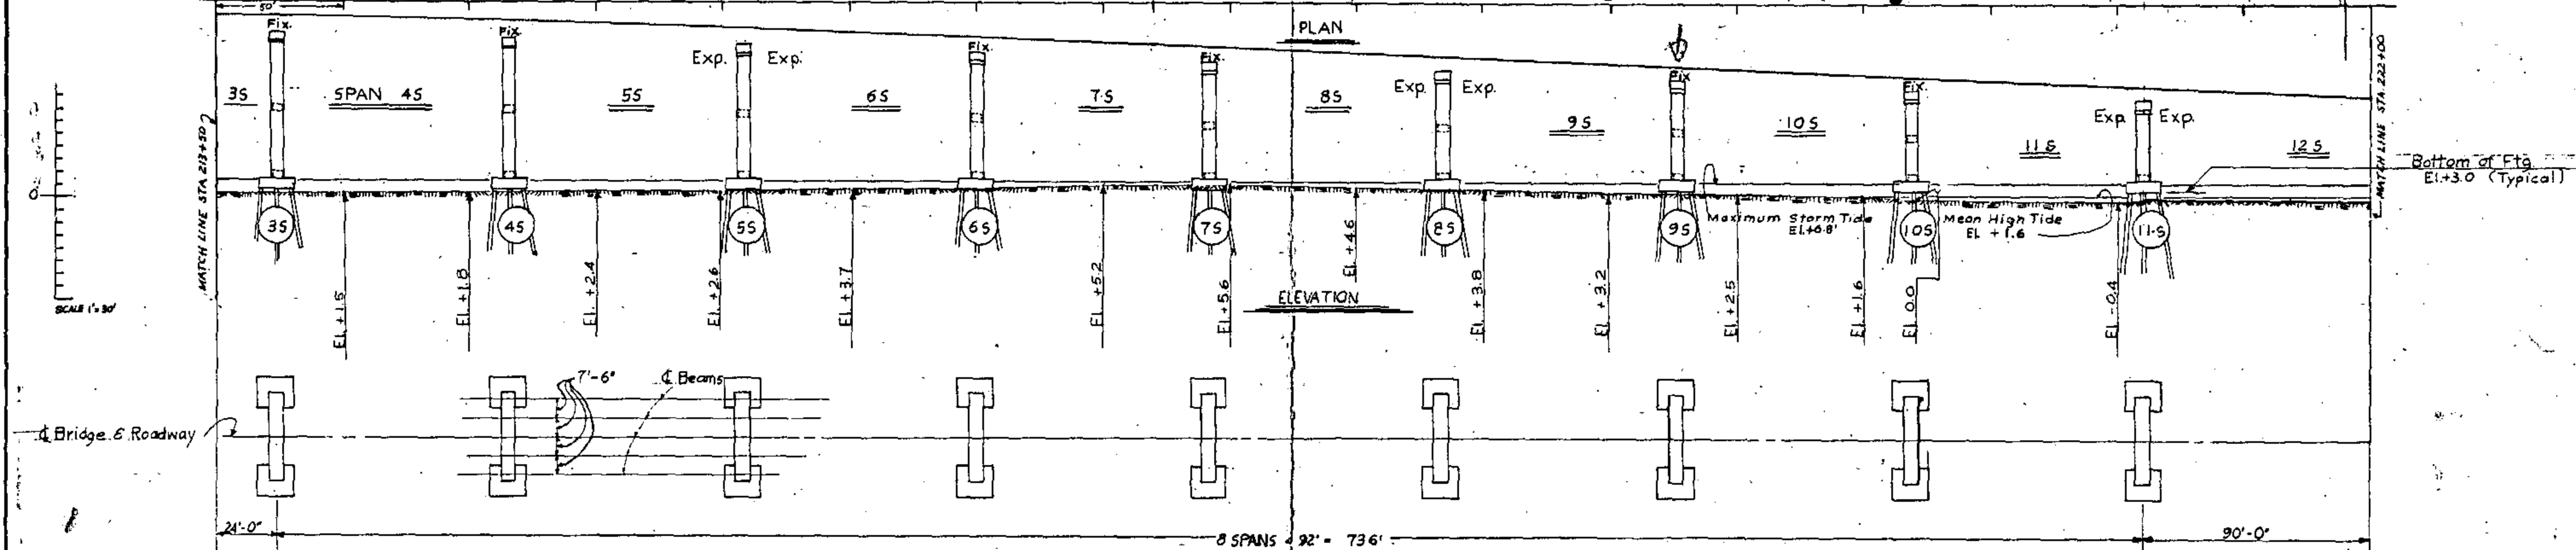 50'
PLAN
Fix.
Fix.
Exp. Exp.
Fix.
Fix.
Exp. Exp.
Fix
Fix.
Exp. Exp.
3S
SPAN 4S
5S
6S
7S
8S
9S
10S
11S
12S
MATCH LINE STA 213+50
MATCH LINE STA. 222+00
Bottom of Ftg.
El.+3.0 (Typical)
0
SCALE 1"=30'
3S
4S
5S
6S
7S
8S
9S
10S
11S
Maximum Storm Tide
El.+6.8'
Mean High Tide
El. +1.6
El. +1.5
El. +1.8
El. +2.4
El. +2.6
El. +3.7
El. +5.2
El. +5.6
El. +4.6
El. +3.8
El. +3.2
El. +2.5
El. +1.6
El. 0.0
El. -0.4
ELEVATION
7'-6"
℄ Beams
℄ Bridge & Roadway
24'-0"
8 SPANS @ 92' = 736'
90'-0"